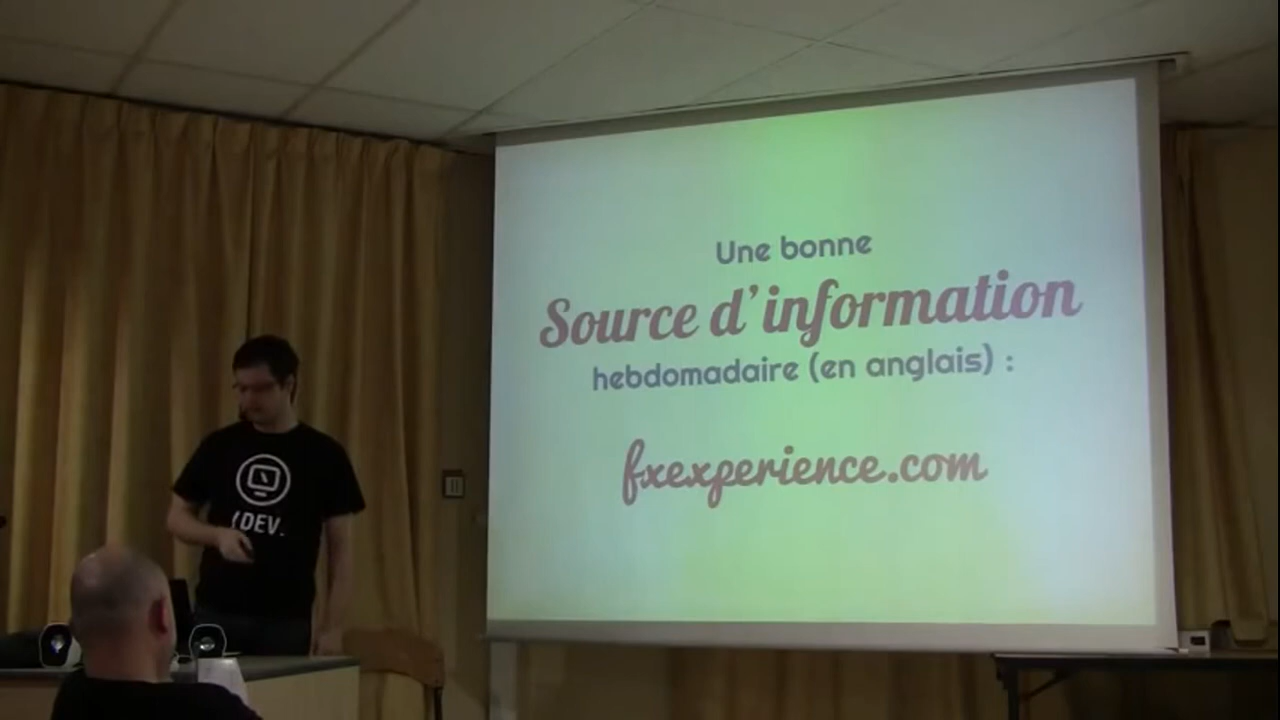 Une bonne
Source d'information
hebdomadaire (en anglais) :
fxexperience.com
/DEV.